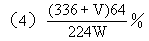 (4) (336 + V)64 / 224W %